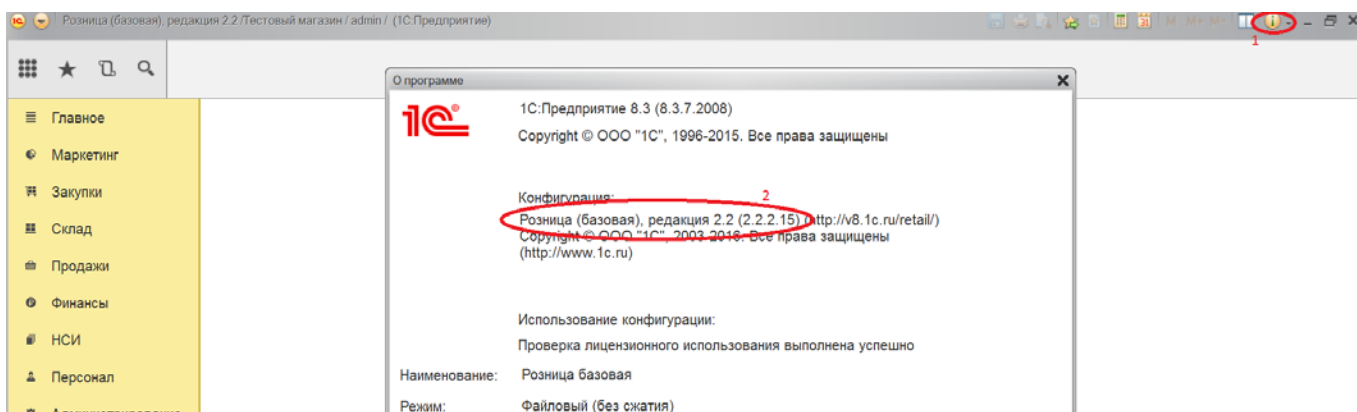 Розница (базовая), редакция 2.2 /Тестовый магазин / admin / (1С:Предприятие)
M M+ M-
1
О программе
Главное
Маркетинг
Закупки
Склад
Продажи
Финансы
НСИ
Персонал
Администрирование
1С
1С:Предприятие 8.3 (8.3.7.2008)
Copyright © ООО "1С", 1996-2015. Все права защищены
Конфигурация:
2
Розница (базовая), редакция 2.2 (2.2.2.15) (http://v8.1c.ru/retail/)
Copyright © ООО "1С", 2003-2016. Все права защищены
(http://www.1c.ru)
Использование конфигурации:
Проверка лицензионного использования выполнена успешно
Наименование: Розница базовая
Режим: Файловый (без сжатия)